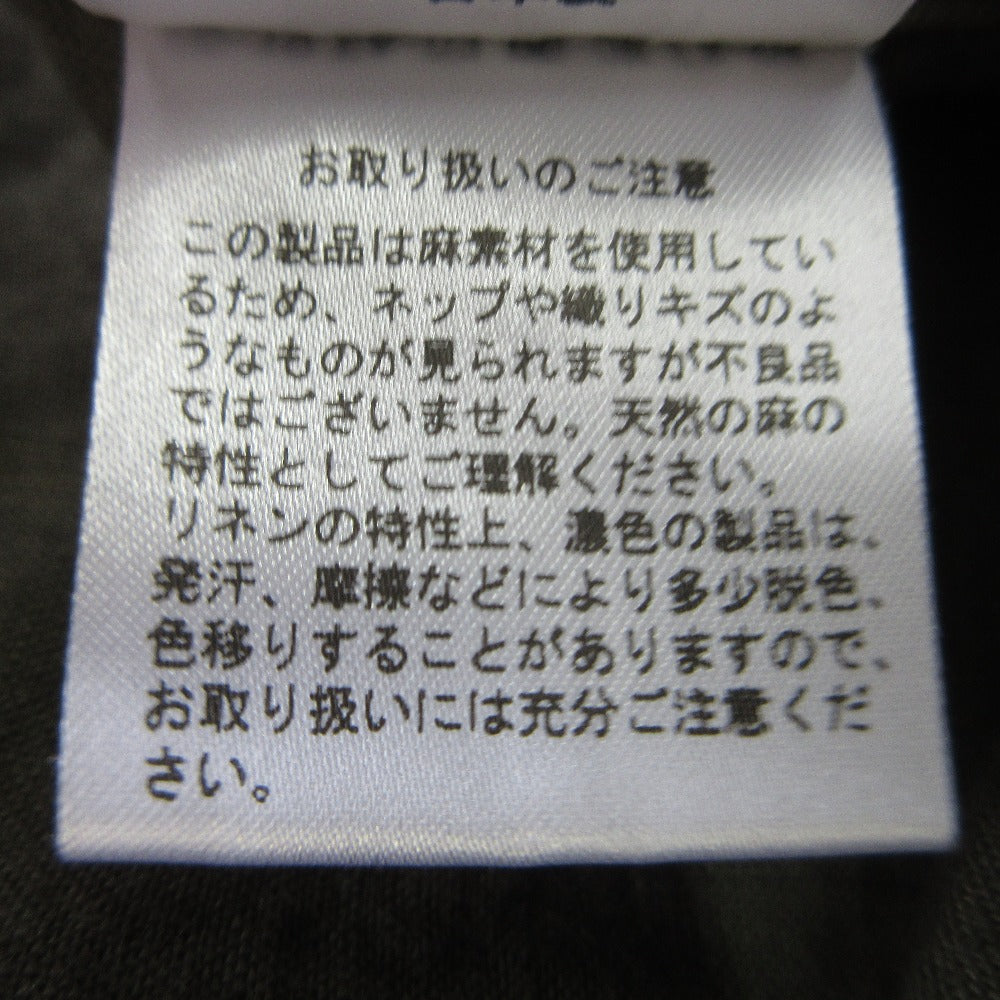 お取り扱いのご注意
この製品は麻素材を使用してい
るため、ネップや織りキズのよ
うなものが見られますが不良品
ではございません。天然の麻の
特性としてご理解ください。
リネンの特性上、濃色の製品は、
発汗、摩擦などにより多少脱色、
色移りすることがありますので、
お取り扱いには充分ご注意くだ
さい。